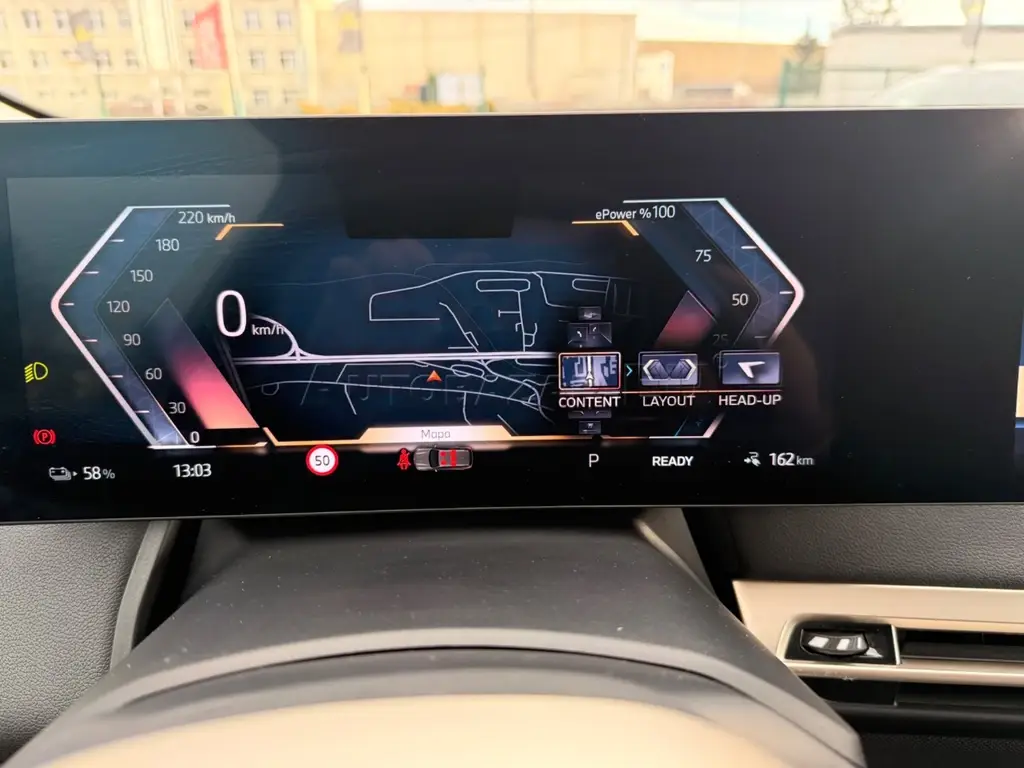 220 km/h
180
150
120
90
60
30
0
0 km/h
ePower %100
75
50
25
CONTENT
LAYOUT
HEAD-UP
Mapa
58 %
13:03
50
P
READY
162 km
(P)